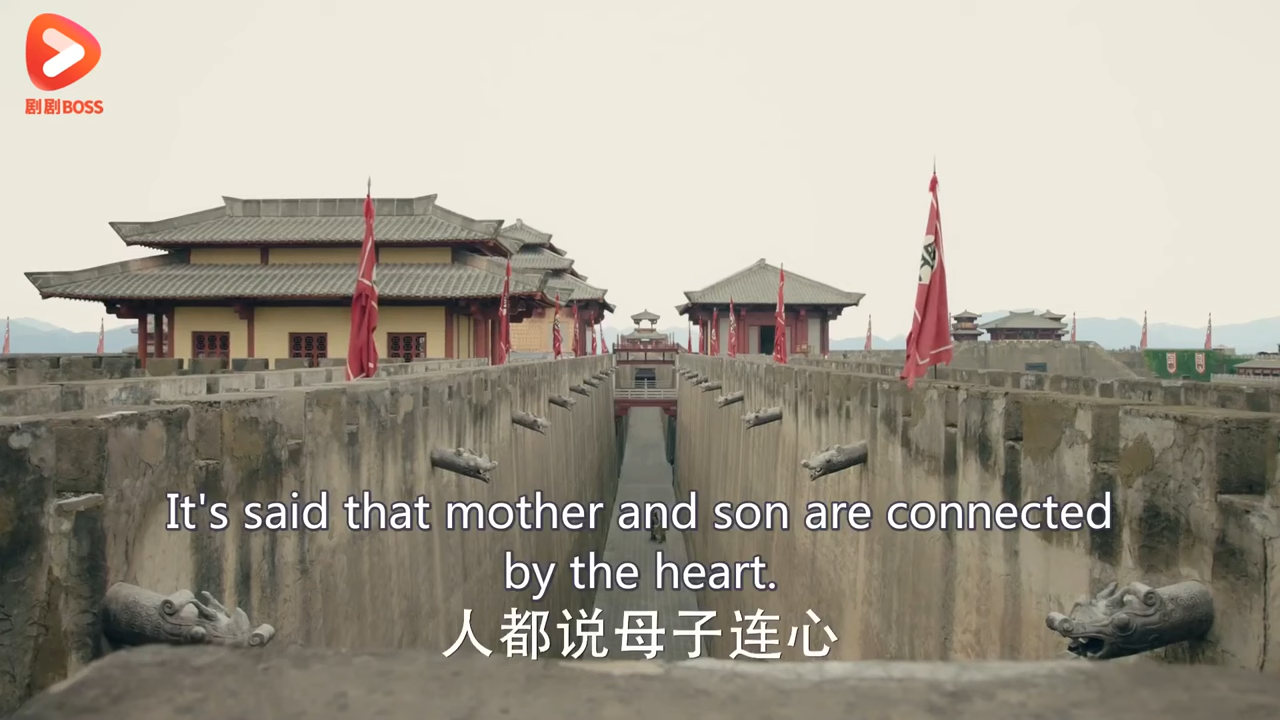 剧剧BOSS
It's said that mother and son are connected
by the heart.
人都说母子连心